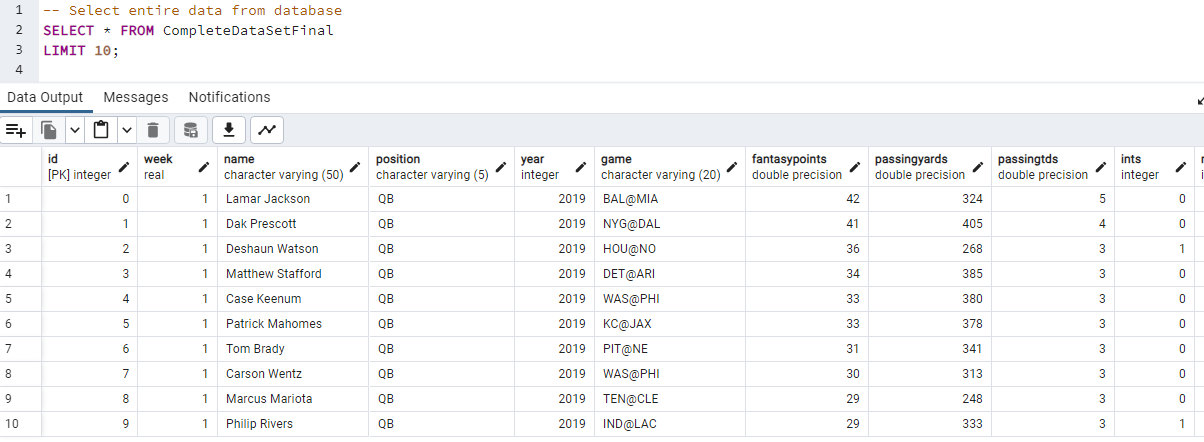 1 -- Select entire data from database
2 SELECT * FROM CompleteDataSetFinal
3 LIMIT 10;
4
Data Output Messages Notifications
id week name position year game fantasypoints passingyards passingtds ints
[PK] integer real character varying (50) character varying (5) integer character varying (20) double precision double precision double precision integer
1 0 1 Lamar Jackson QB 2019 BAL@MIA 42 324 5 0
2 1 1 Dak Prescott QB 2019 NYG@DAL 41 405 4 0
3 2 1 Deshaun Watson QB 2019 HOU@NO 36 268 3 1
4 3 1 Matthew Stafford QB 2019 DET@ARI 34 385 3 0
5 4 1 Case Keenum QB 2019 WAS@PHI 33 380 3 0
6 5 1 Patrick Mahomes QB 2019 KC@JAX 33 378 3 0
7 6 1 Tom Brady QB 2019 PIT@NE 31 341 3 0
8 7 1 Carson Wentz QB 2019 WAS@PHI 30 313 3 0
9 8 1 Marcus Mariota QB 2019 TEN@CLE 29 248 3 0
10 9 1 Philip Rivers QB 2019 IND@LAC 29 333 3 1